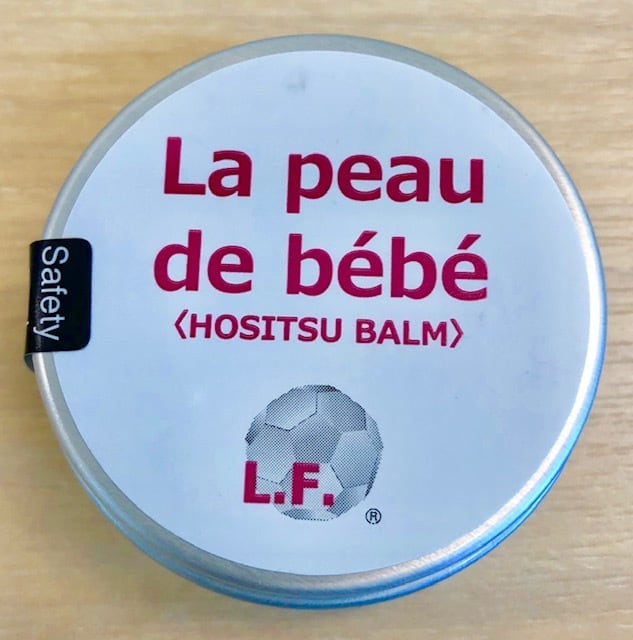 La peau
de bébé
〈HOSITSU BALM〉
Safety
L.F.
®